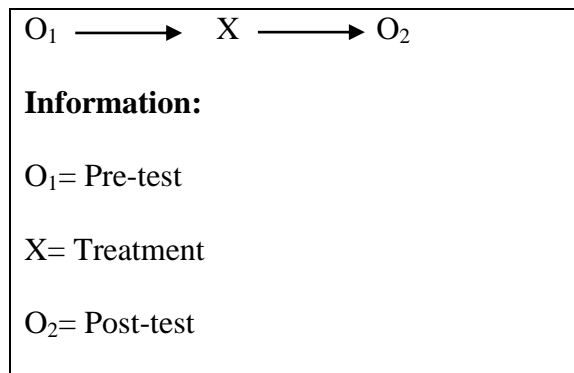 O₁ ⟶ X ⟶ O₂
Information:
O₁= Pre-test
X= Treatment
O₂= Post-test